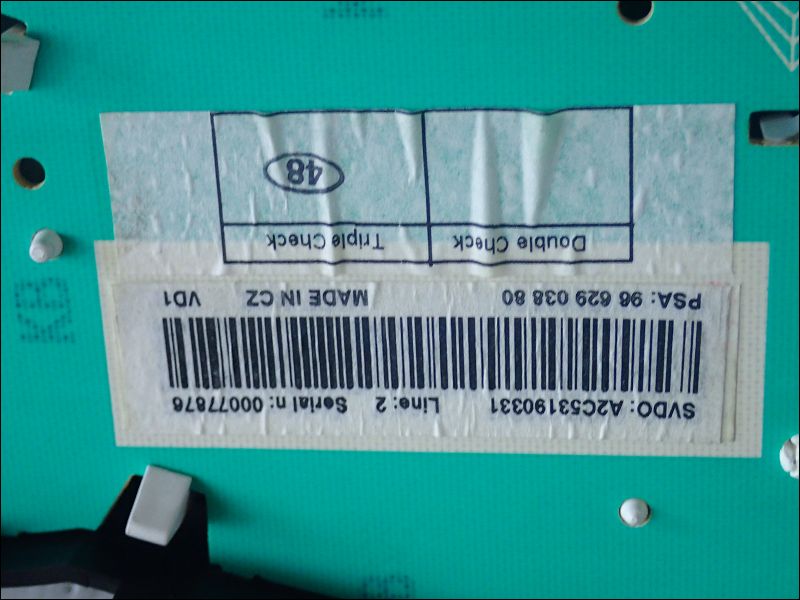 SVDO: A2C53190331 Line: 2 Serial n: 00077876
PSA: 96 629 038 80 MADE IN CZ VD1
Double Check Triple Check
48